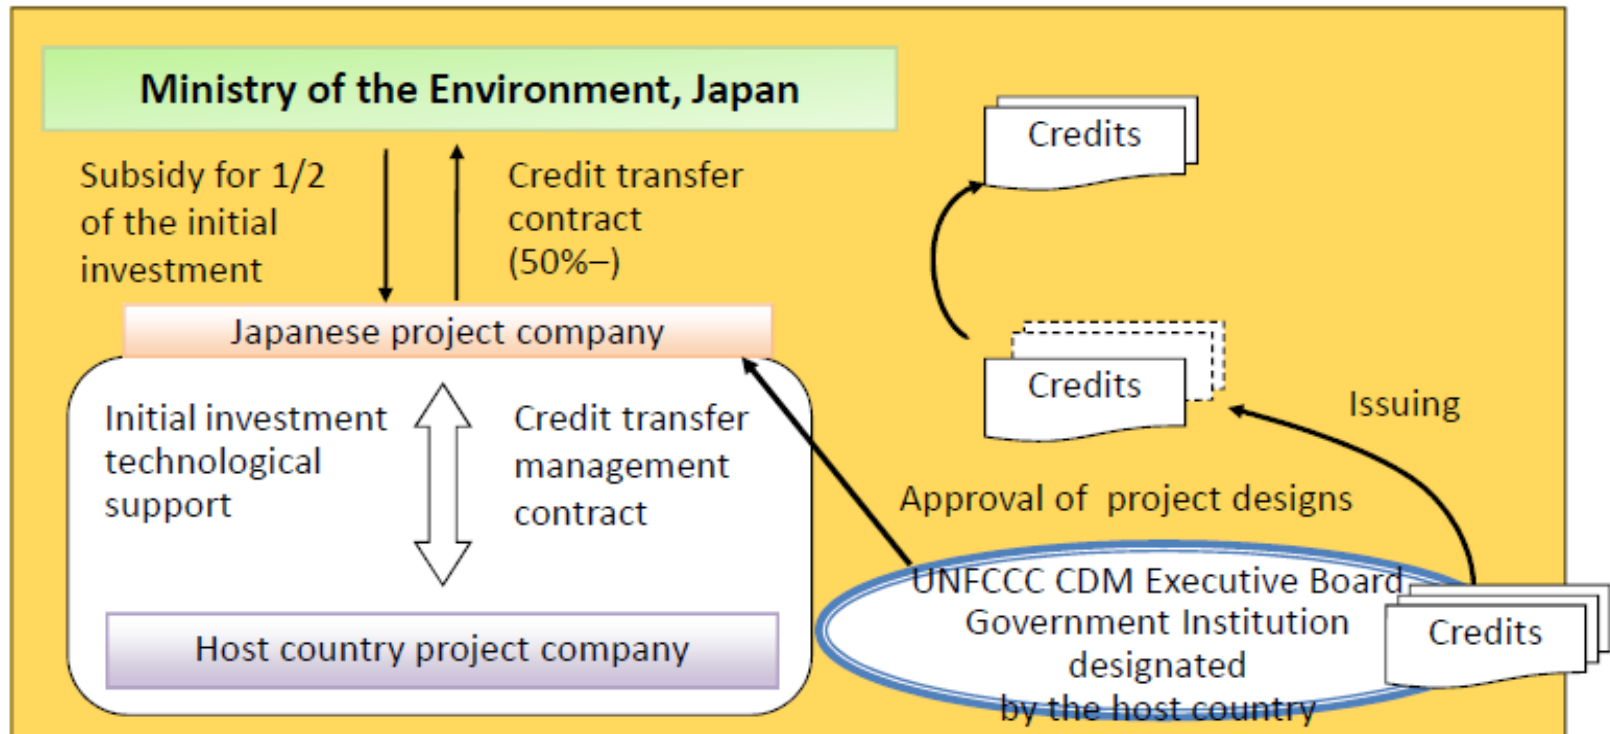 Ministry of the Environment, Japan
Subsidy for 1/2
of the initial
investment
Credit transfer
contract
(50%–)
Credits
Japanese project company
Initial investment
technological
support
Credit transfer
management
contract
Credits
Issuing
Approval of project designs
Host country project company
UNFCCC CDM Executive Board
Government Institution
designated
by the host country
Credits